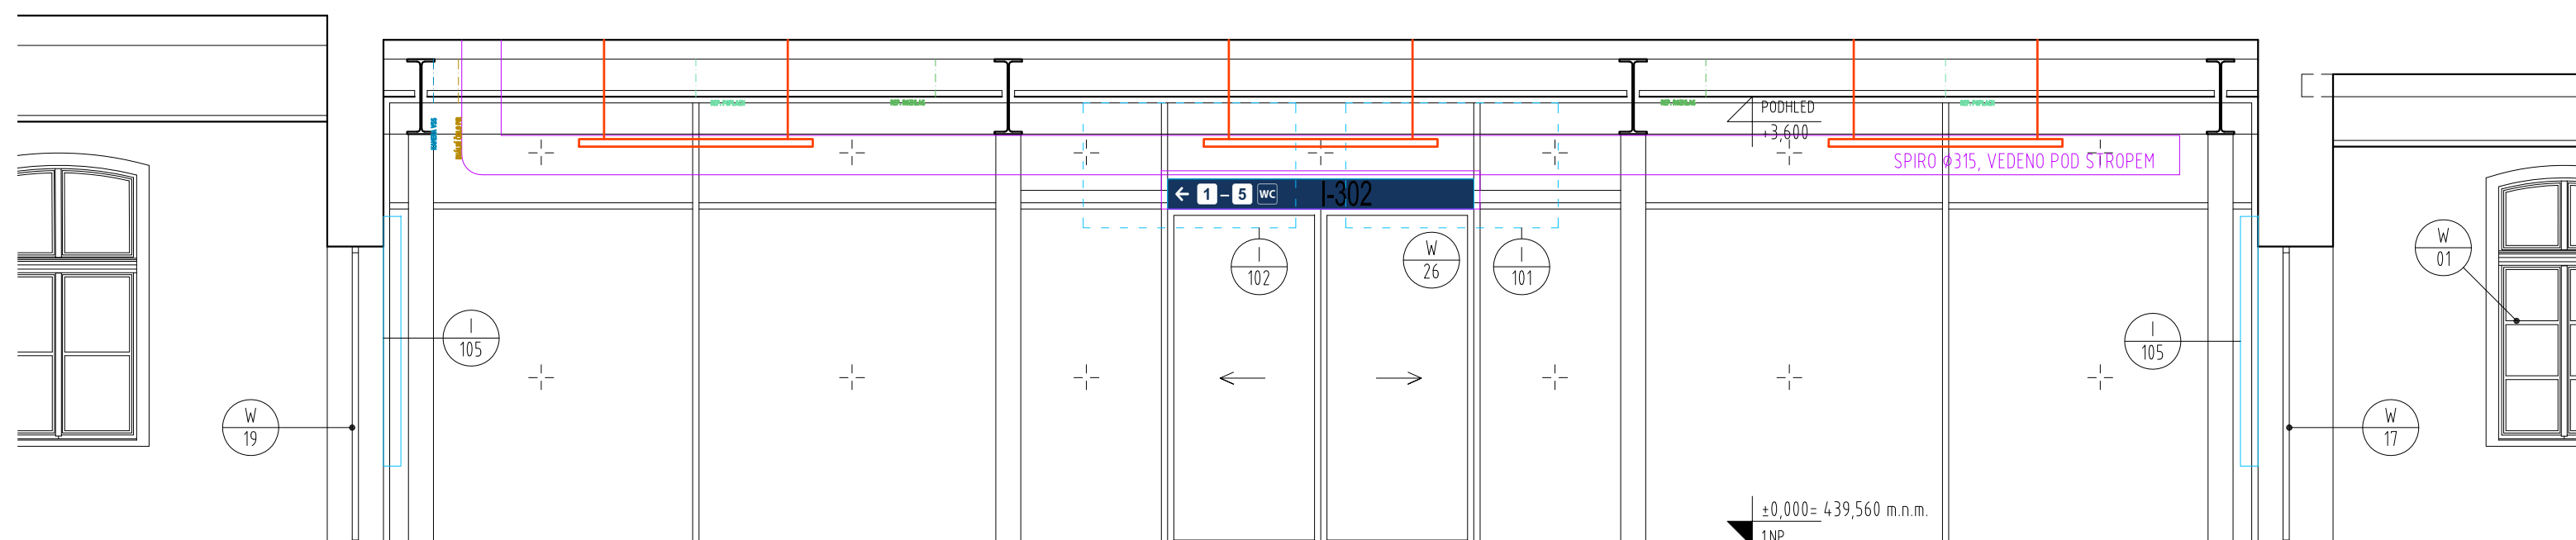 PODHLED
+3,600
SPIRO ø315, VEDENO POD STROPEM
1 – 5 WC
I-302
I
102
W
26
I
101
W
01
I
105
I
105
W
19
W
17
±0,000= 439,560 m.n.m.
1NP